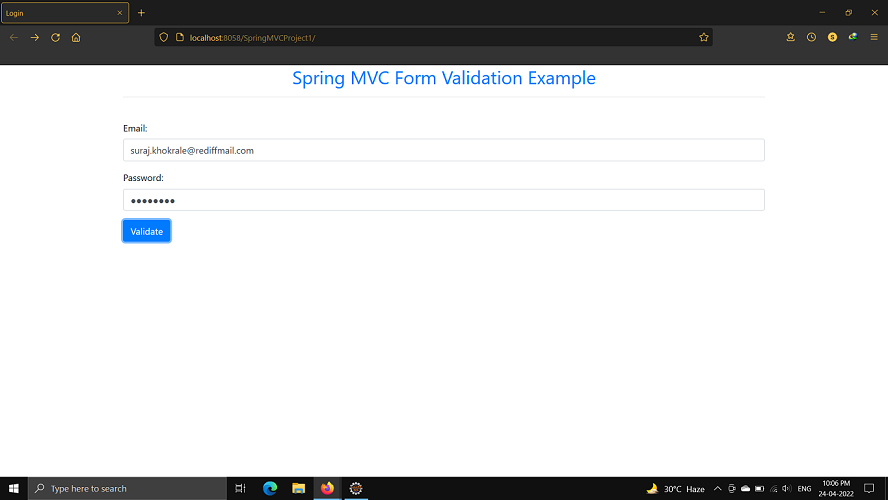 Login
localhost:8058/SpringMVCProject1/
S
Spring MVC Form Validation Example
Email:
suraj.khokrale@rediffmail.com
Password:
●●●●●●●●
Validate
Type here to search
30°C Haze
ENG
10:06 PM
24-04-2022